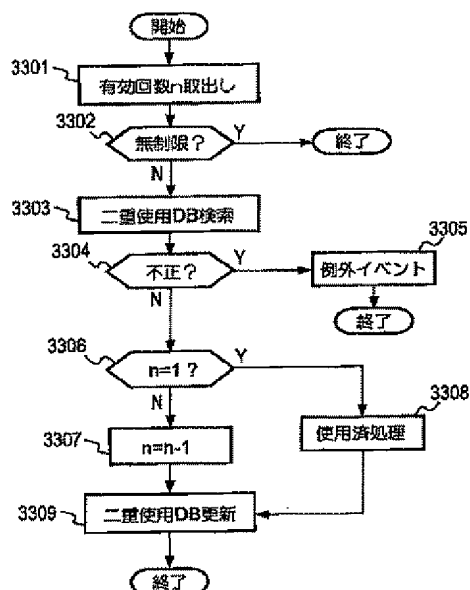 開始
3301
有効回数n取出し
3302
無制限?
Y
終了
N
3303
二重使用DB検索
3304
不正?
Y
3305
例外イベント
終了
N
3306
n=1?
Y
N
3307
n=n-1
3308
使用済処理
3309
二重使用DB更新
終了